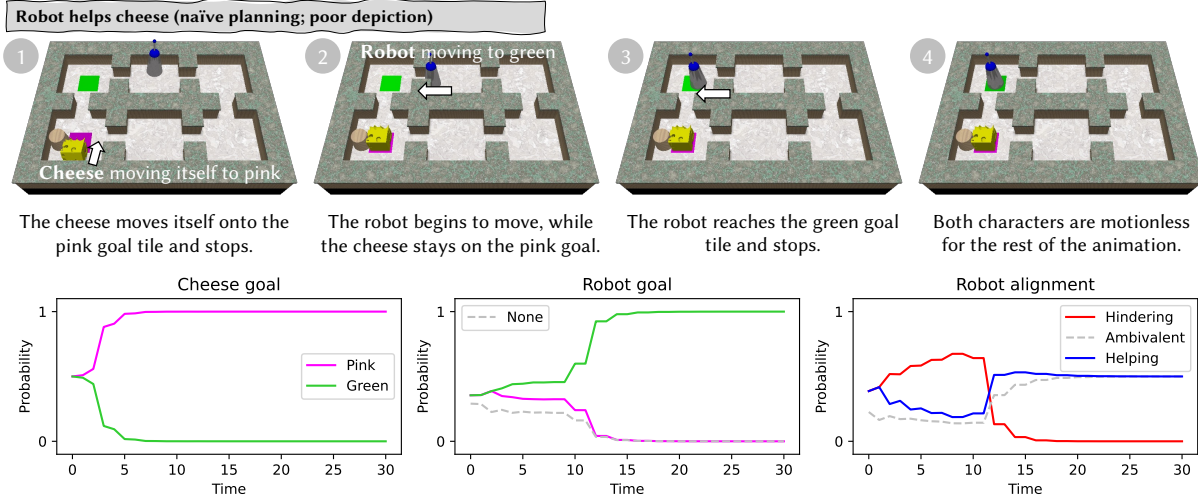 Robot helps cheese (naïve planning; poor depiction)
1
2
3
4
Robot moving to green
Cheese moving itself to pink
The cheese moves itself onto the
pink goal tile and stops.
The robot begins to move, while
the cheese stays on the pink goal.
The robot reaches the green goal
tile and stops.
Both characters are motionless
for the rest of the animation.
Cheese goal
1
0
Probability
Pink
Green
0 5 10 15 20 25 30
Time
Robot goal
1
0
Probability
None
0 5 10 15 20 25 30
Time
Robot alignment
1
0
Probability
Hindering
Ambivalent
Helping
0 5 10 15 20 25 30
Time